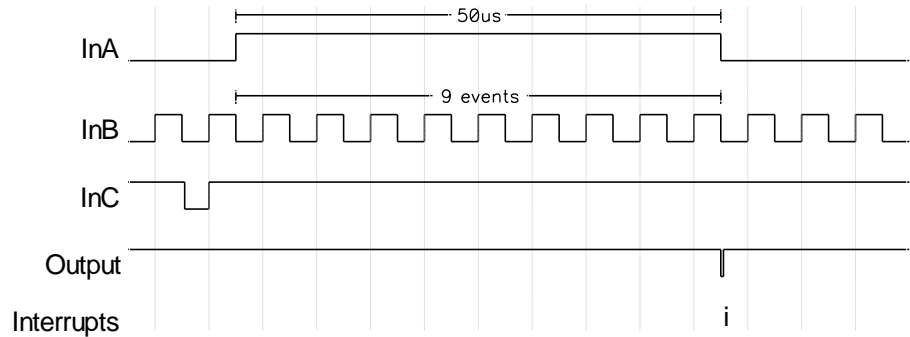 50us
InA
9 events
InB
InC
Output
Interrupts i